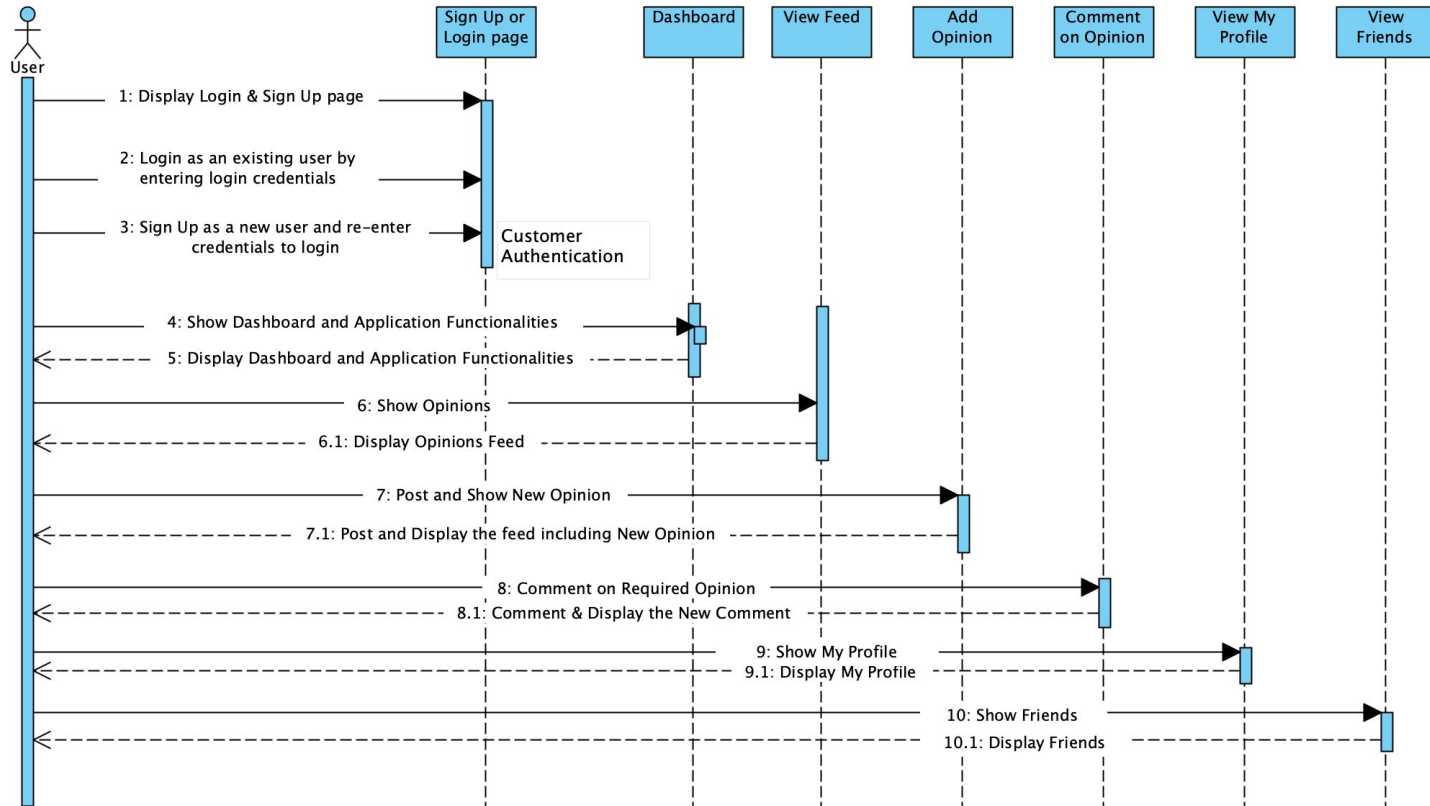 Sign Up or
Login page
Dashboard
View Feed
Add
Opinion
Comment
on Opinion
View My
Profile
View
Friends
User
1: Display Login & Sign Up page
2: Login as an existing user by
entering login credentials
3: Sign Up as a new user and re-enter
credentials to login
Customer
Authentication
4: Show Dashboard and Application Functionalities
5: Display Dashboard and Application Functionalities
6: Show Opinions
6.1: Display Opinions Feed
7: Post and Show New Opinion
7.1: Post and Display the feed including New Opinion
8: Comment on Required Opinion
8.1: Comment & Display the New Comment
9: Show My Profile
9.1: Display My Profile
10: Show Friends
10.1: Display Friends